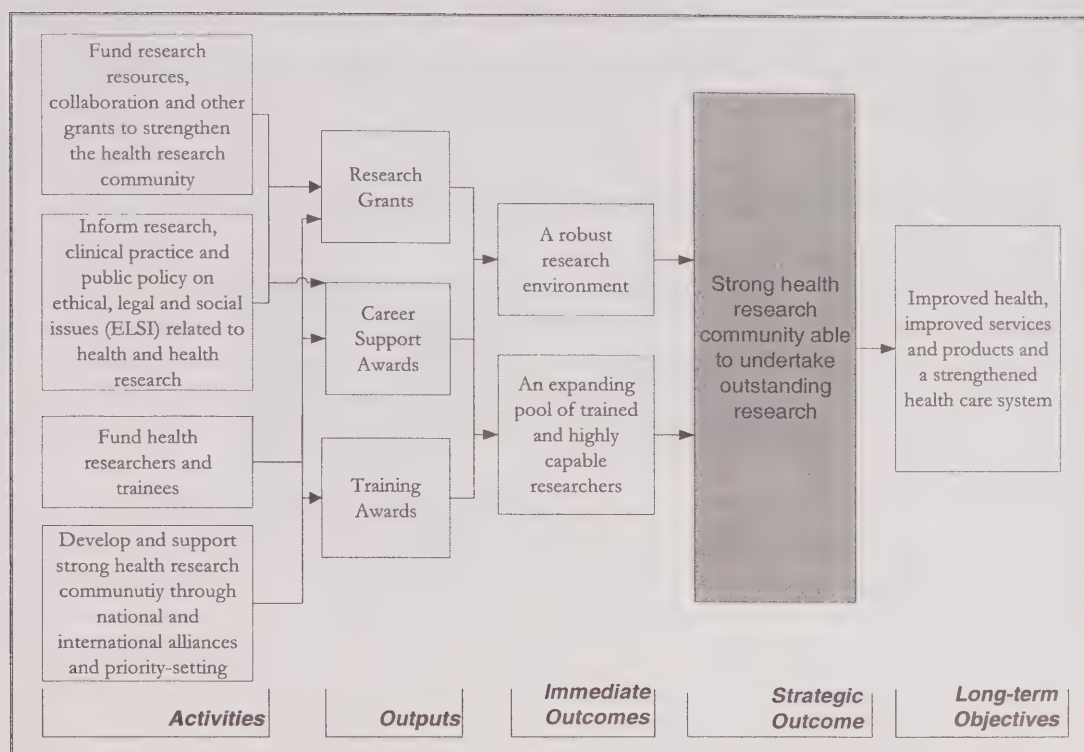 Fund research
resources,
collaboration and other
grants to strengthen
the health research
community
Inform research,
clinical practice and
public policy on
ethical, legal and social
issues (ELSI) related to
health and health
research
Fund health
researchers and
trainees
Develop and support
strong health research
communutiy through
national and
international alliances
and priority-setting
Research
Grants
Career
Support
Awards
Training
Awards
A robust
research
environment
An expanding
pool of trained
and highly
capable
researchers
Strong health
research
community able
to undertake
outstanding
research
Improved health,
improved services
and products and
a strengthened
health care system
Activities
Outputs
Immediate
Outcomes
Strategic
Outcome
Long-term
Objectives